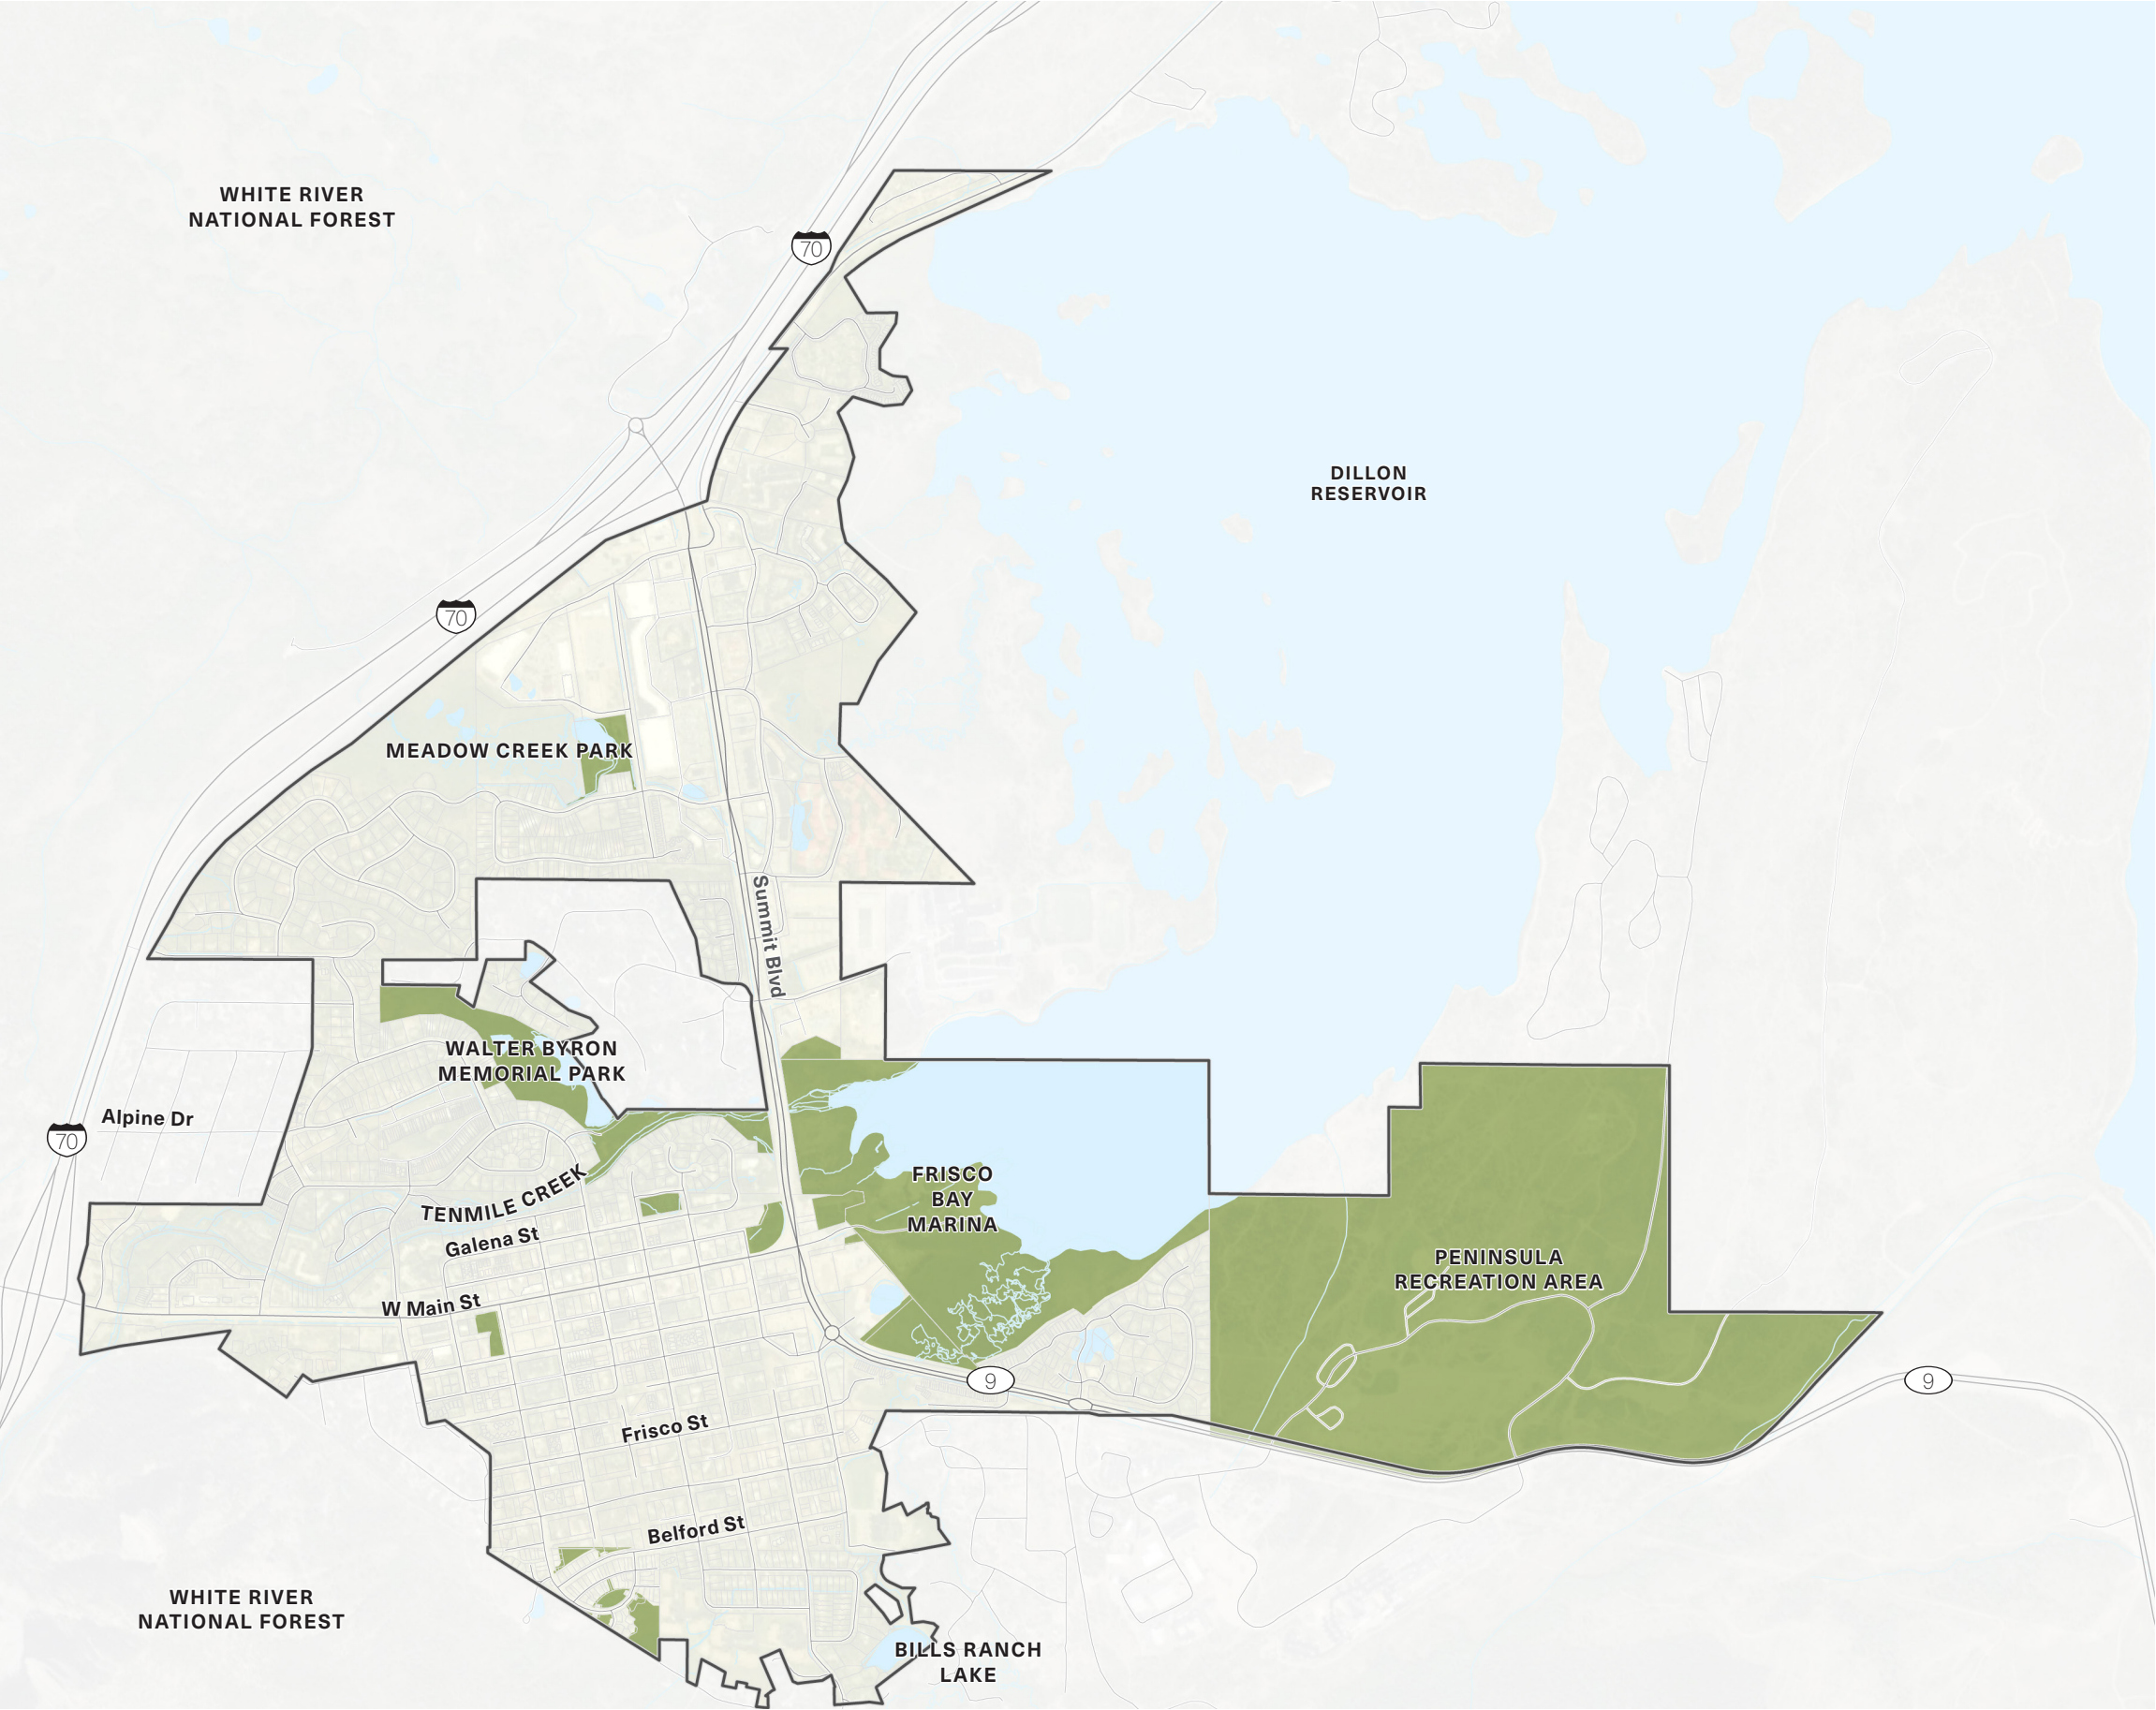 WHITE RIVER
NATIONAL FOREST
70
DILLON
RESERVOIR
70
MEADOW CREEK PARK
Summit Blvd
WALTER BYRON
MEMORIAL PARK
Alpine Dr
70
TENMILE CREEK
FRISCO
BAY
MARINA
Galena St
PENINSULA
RECREATION AREA
W Main St
9
9
Frisco St
Belford St
WHITE RIVER
NATIONAL FOREST
BILLS RANCH
LAKE